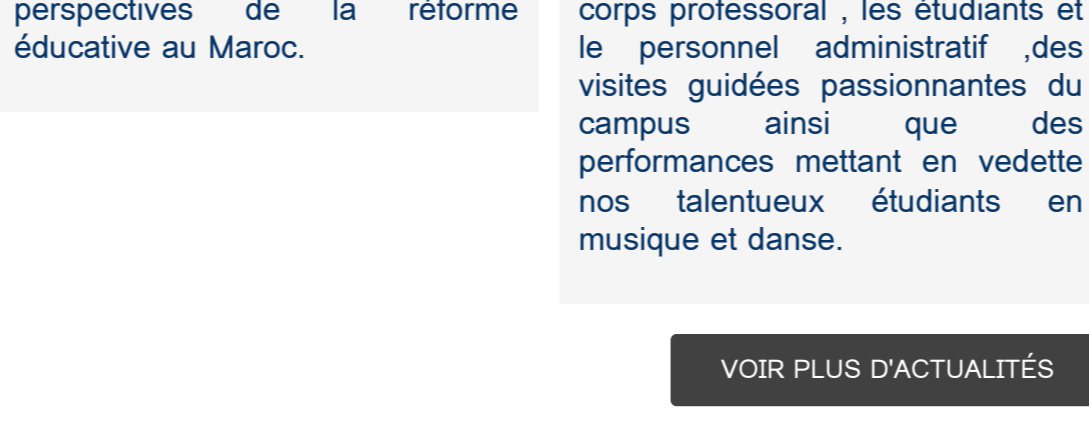 perspectives de la réforme
éducative au Maroc.
corps professoral , les étudiants et
le personnel administratif ,des
visites guidées passionnantes du
campus ainsi que des
performances mettant en vedette
nos talentueux étudiants en
musique et danse.
VOIR PLUS D'ACTUALITÉS